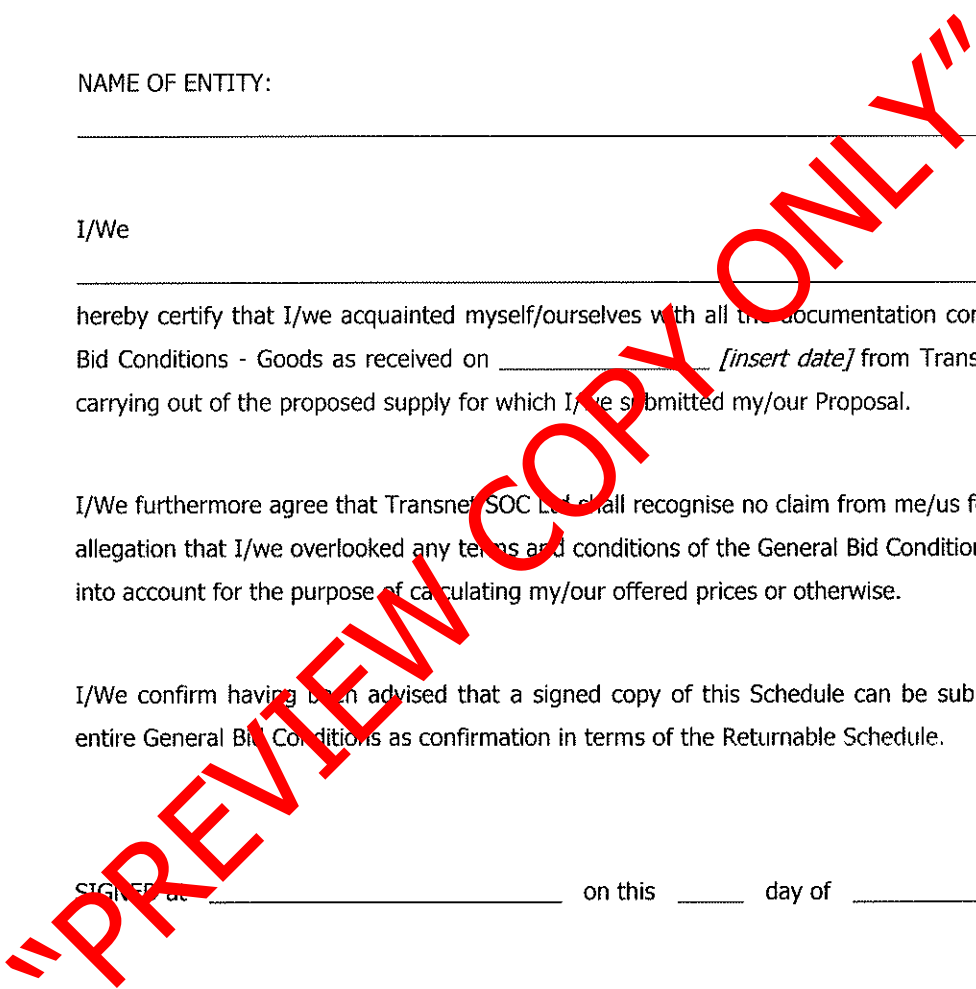 NAME OF ENTITY:
I/We
hereby certify that I/we acquainted myself/ourselves with all the documentation
Bid Conditions - Goods as received on ____________ [insert date] from
carrying out of the proposed supply for which I/we submitted my/our Proposal.
I/We furthermore agree that Transnet SOC Ltd shall recognise no claim from me/us
allegation that I/we overlooked any terms and conditions of the General Bid
into account for the purpose of calculating my/our offered prices or otherwise.
I/We confirm having been advised that a signed copy of this Schedule can be
entire General Bid Conditions as confirmation in terms of the Returnable Schedule.
SIGNED at ____________ on this _____ day of ________
"PREVIEW COPY ONLY"